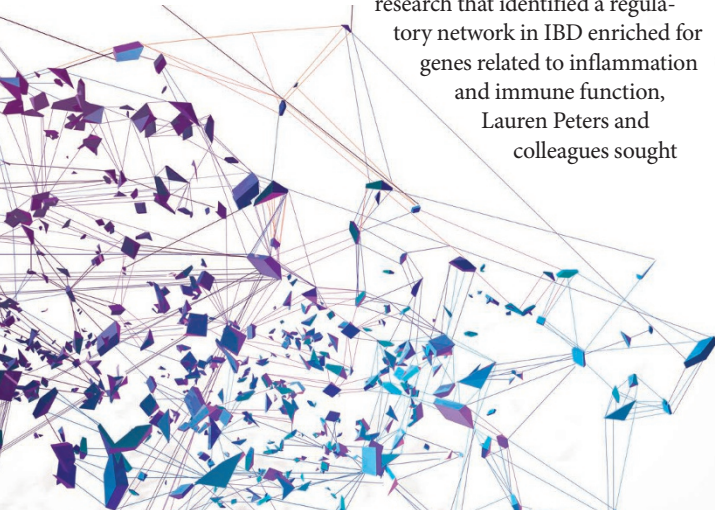 research that identified a regula-
tory network in IBD enriched for
genes related to inflammation
and immune function,
Lauren Peters and
colleagues sought